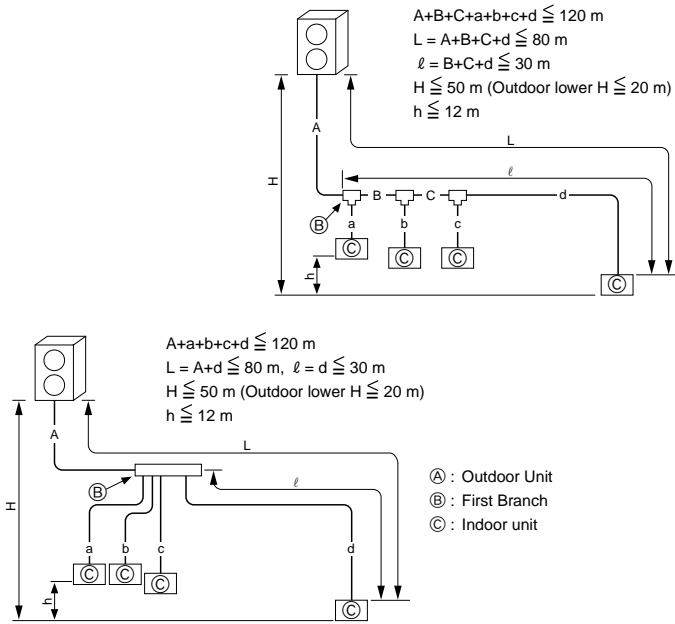 A+B+C+a+b+c+d ≦ 120 m
L = A+B+C+d ≦ 80 m
ℓ = B+C+d ≦ 30 m
H ≦ 50 m (Outdoor lower H ≦ 20 m)
h ≦ 12 m
A
L
H
ℓ
B
C
d
Ⓑ
a
b
c
Ⓒ
Ⓒ
Ⓒ
h
Ⓒ
A+a+b+c+d ≦ 120 m
L = A+d ≦ 80 m, ℓ = d ≦ 30 m
H ≦ 50 m (Outdoor lower H ≦ 20 m)
h ≦ 12 m
A
L
H
Ⓑ
ℓ
a
b
c
d
Ⓒ
Ⓒ
Ⓒ
h
Ⓒ
Ⓐ : Outdoor Unit
Ⓑ : First Branch
Ⓒ : Indoor unit